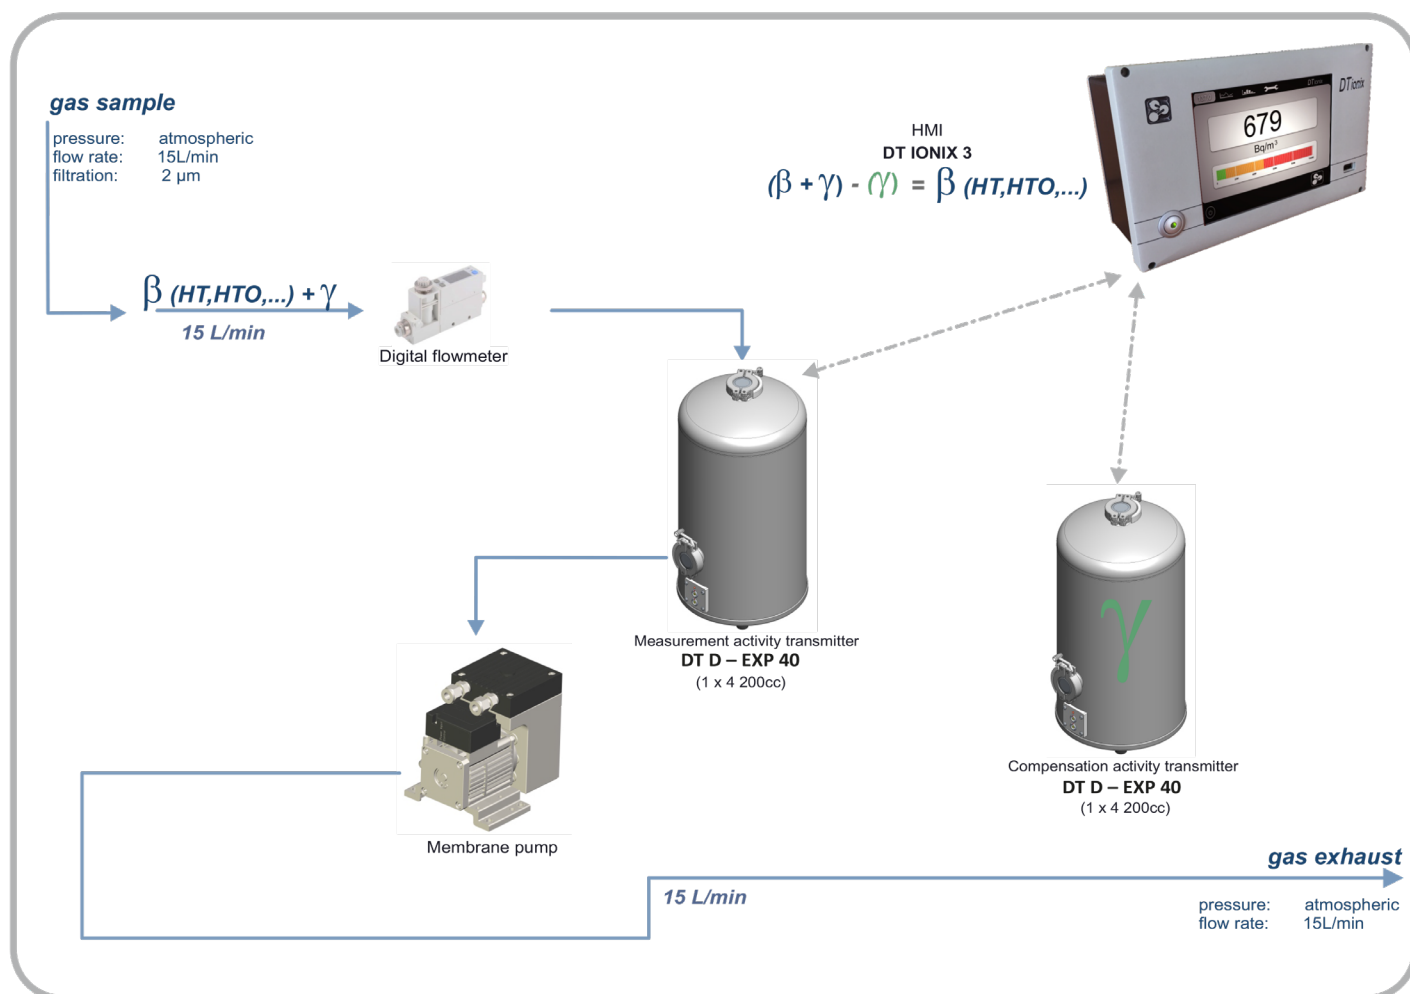 gas sample
pressure: atmospheric
flow rate: 15L/min
filtration: 2 µm
HMI
DT IONIX 3
(β + γ) - (γ) = β (HT,HTO,...)
DTionix
679
Bq/m³
β (HT,HTO,...) + γ
15 L/min
Digital flowmeter
Measurement activity transmitter
DT D – EXP 40
(1 x 4 200cc)
γ
Compensation activity transmitter
DT D – EXP 40
(1 x 4 200cc)
Membrane pump
gas exhaust
15 L/min
pressure: atmospheric
flow rate: 15L/min